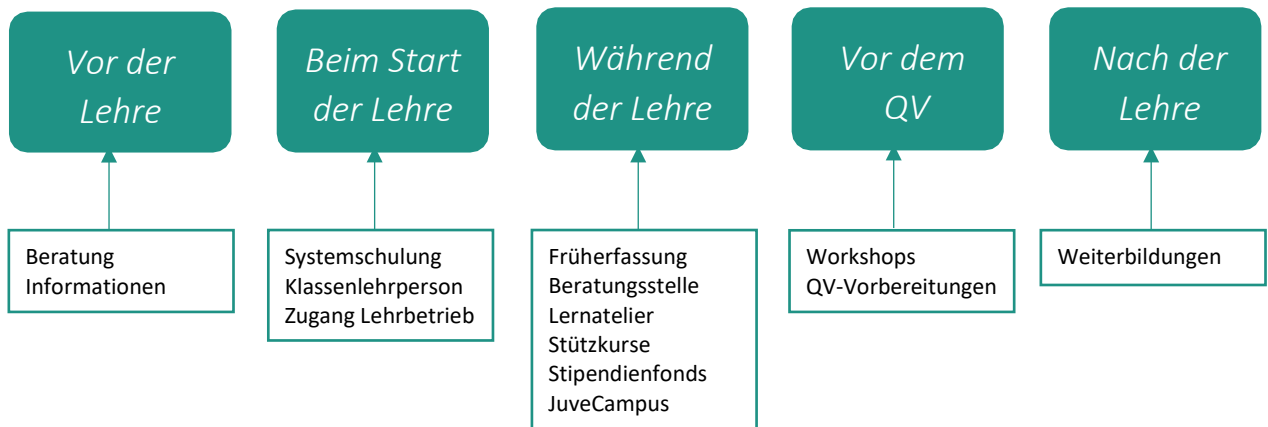 Vor der
Lehre
Beim Start
der Lehre
Während
der Lehre
Vor dem
QV
Nach der
Lehre
Beratung
Informationen
Systemschulung
Klassenlehrperson
Zugang Lehrbetrieb
Früherfassung
Beratungsstelle
Lernatelier
Stützkurse
Stipendienfonds
JuveCampus
Workshops
QV-Vorbereitungen
Weiterbildungen